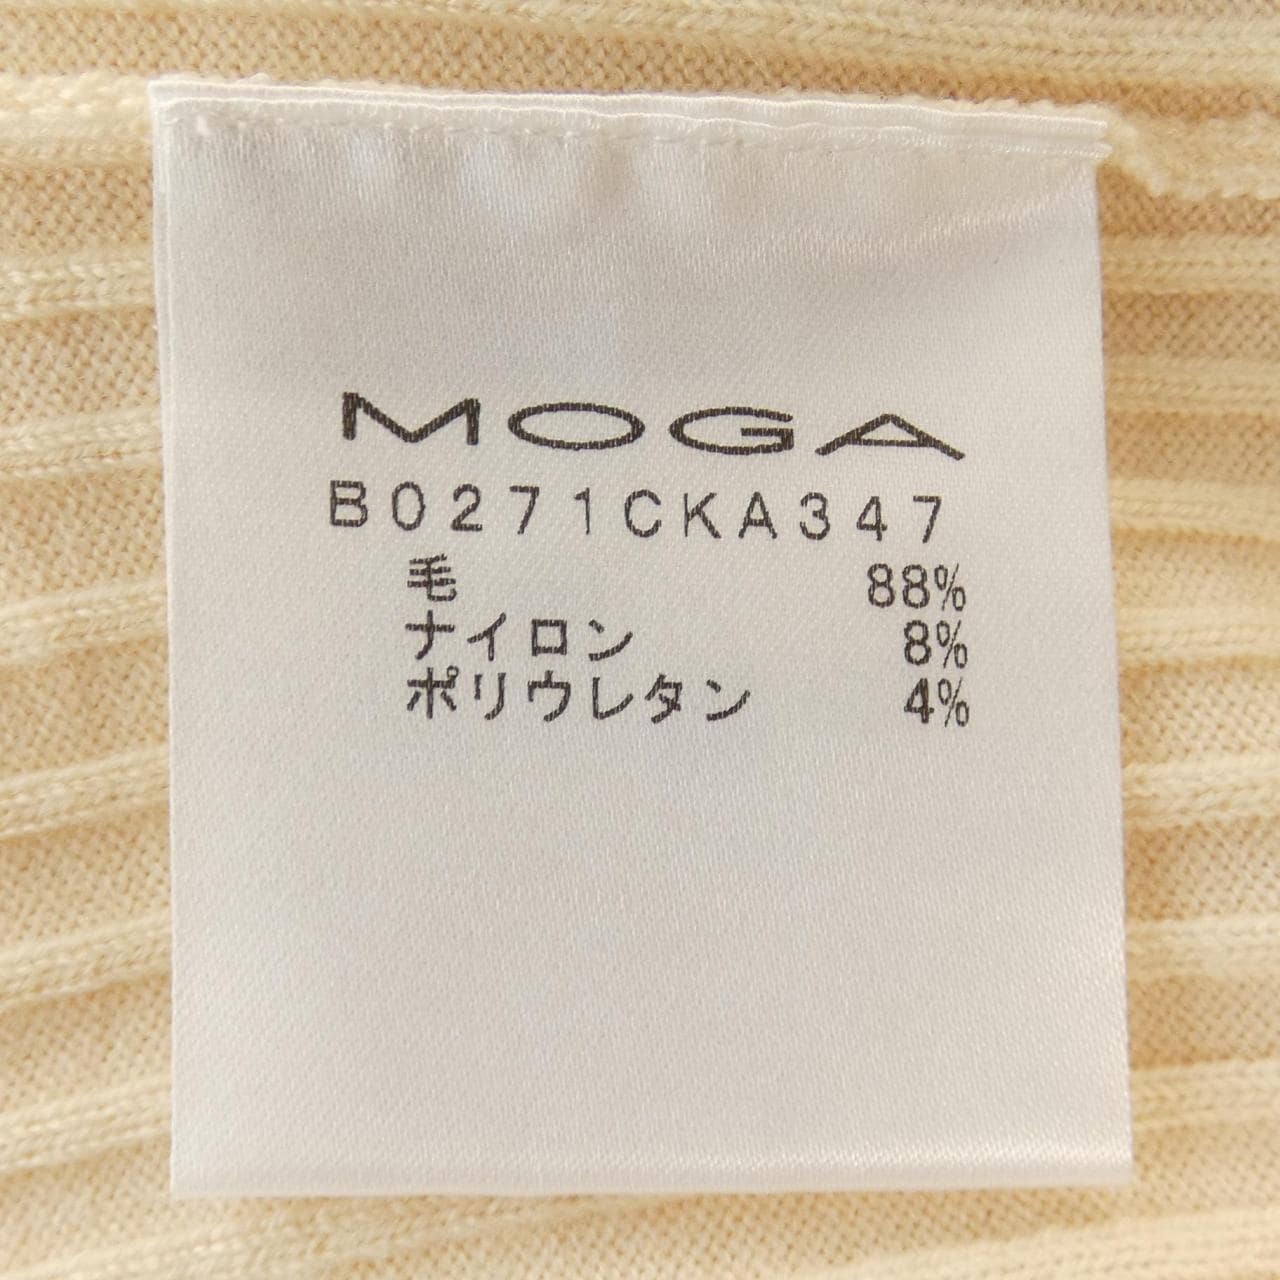 MOGA
B0271CKA347
毛 88%
ナイロン 8%
ポリウレタン 4%